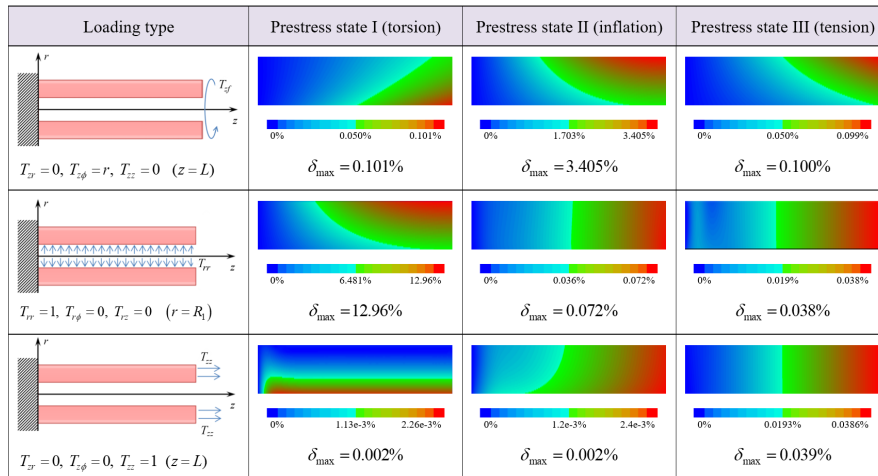 Loading type Prestress state I (torsion) Prestress state II (inflation) Prestress state III (tension)
r
T_zf
z
T_zr = 0, T_zϕ = r, T_zz = 0 (z = L)
0% 0.050% 0.101%
δ_max = 0.101%
0% 1.703% 3.405%
δ_max = 3.405%
0% 0.050% 0.099%
δ_max = 0.100%
r
z
T_rr
T_rr = 1, T_rϕ = 0, T_rz = 0 (r = R_1)
0% 6.481% 12.96%
δ_max = 12.96%
0% 0.036% 0.072%
δ_max = 0.072%
0% 0.019% 0.038%
δ_max = 0.038%
r
T_zz
z
T_zz
T_zr = 0, T_zϕ = 0, T_zz = 1 (z = L)
0% 1.13e-3% 2.26e-3%
δ_max = 0.002%
0% 1.2e-3% 2.4e-3%
δ_max = 0.002%
0% 0.0193% 0.0386%
δ_max = 0.039%